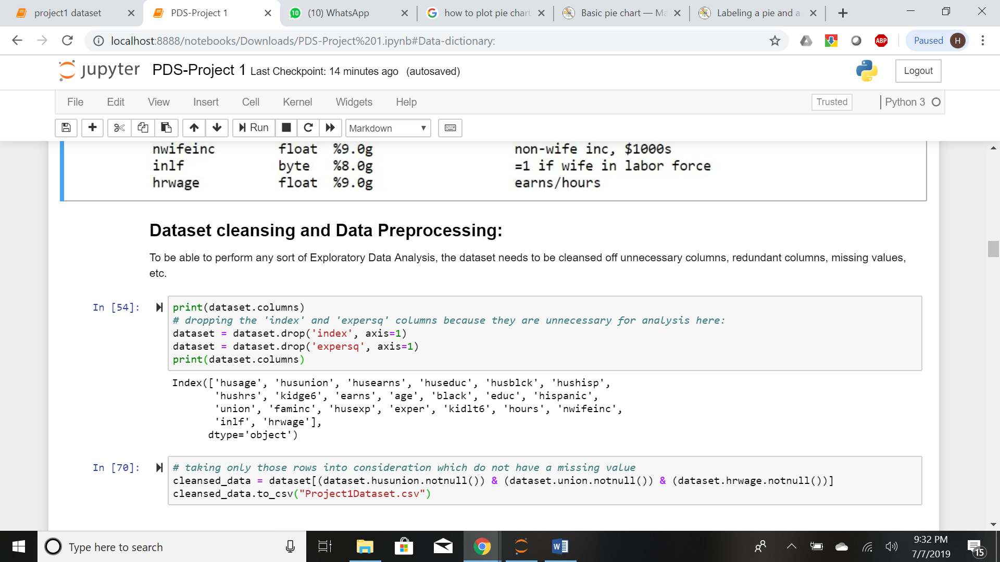 project1 dataset
PDS-Project 1
10
(10) WhatsApp
how to plot pie chart
Basic pie chart — Ma
Labeling a pie and a
localhost:8888/notebooks/Downloads/PDS-Project%201.ipynb#Data-dictionary:
ABP
Paused
H
jupyter
PDS-Project 1 Last Checkpoint: 14 minutes ago (autosaved)
Logout
File Edit View Insert Cell Kernel Widgets Help
Trusted
Python 3
Run
Markdown
nwifeinc float %9.0g non-wife inc, $1000s
inlf byte %8.0g =1 if wife in labor force
hrwage float %9.0g earns/hours
Dataset cleansing and Data Preprocessing:
To be able to perform any sort of Exploratory Data Analysis, the dataset needs to be cleansed off unnecessary columns, redundant columns, missing values,
etc.
In [54]:
print(dataset.columns)
# dropping the 'index' and 'expersq' columns because they are unnecessary for analysis here:
dataset = dataset.drop('index', axis=1)
dataset = dataset.drop('expersq', axis=1)
print(dataset.columns)
Index(['husage', 'husunion', 'husearns', 'huseduc', 'husblck', 'hushisp',
'hushrs', 'kidge6', 'earns', 'age', 'black', 'educ', 'hispanic',
'union', 'faminc', 'husexp', 'exper', 'kidlt6', 'hours', 'nwifeinc',
'inlf', 'hrwage'],
dtype='object')
In [70]:
# taking only those rows into consideration which do not have a missing value
cleansed_data = dataset[(dataset.husunion.notnull()) & (dataset.union.notnull()) & (dataset.hrwage.notnull())]
cleansed_data.to_csv("Project1Dataset.csv")
Type here to search
9:32 PM
7/7/2019
15